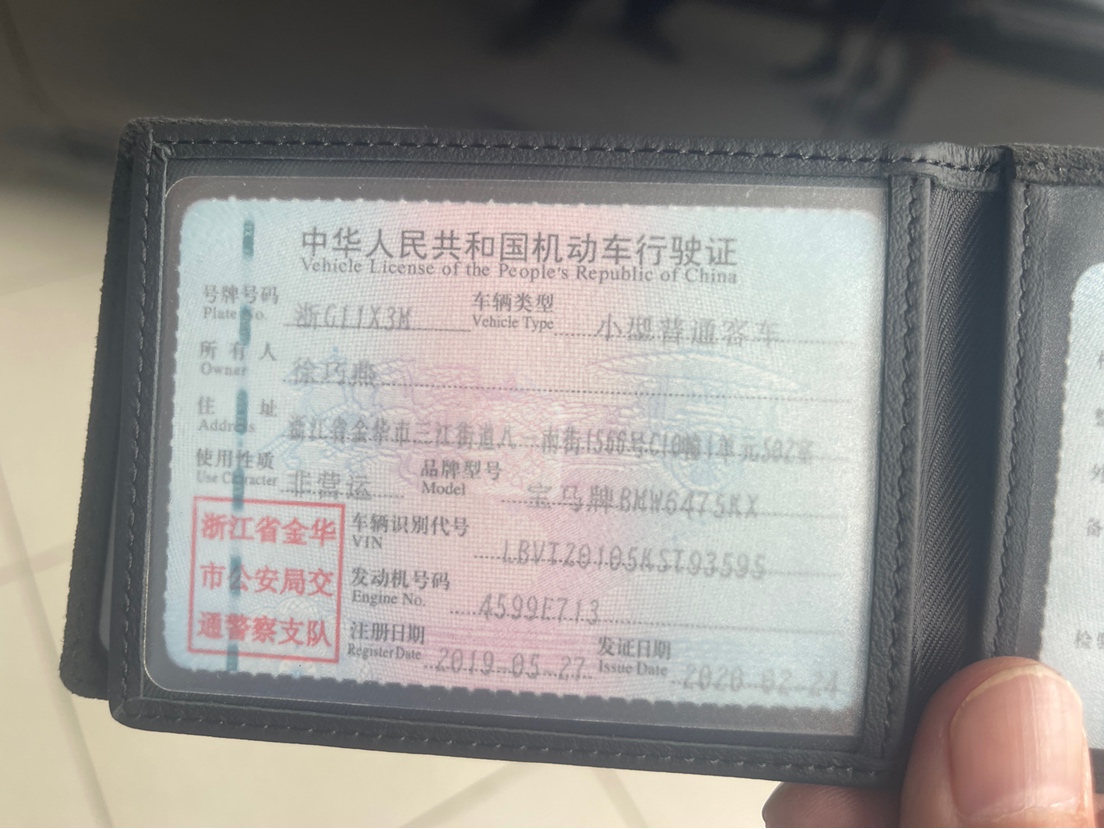 中华人民共和国机动车行驶证
Vehicle License of the People's Republic of China
号牌号码 浙G11X3M 车辆类型 小型普通客车
Plate No. Vehicle Type
所有人 徐巧燕
Owner
住址 浙江省金华市三江街道八一南街1566号C10幢1单元502室
Address
使用性质 非营运 品牌型号 宝马牌BMW6475KX
Use Character Model
浙江省金华
市公安局交
通警察支队
车辆识别代号
VIN LBVTZ0105KST93595
发动机号码
Engine No. 4599E713
注册日期 2019-05-27 发证日期 2020-02-24
Register Date Issue Date